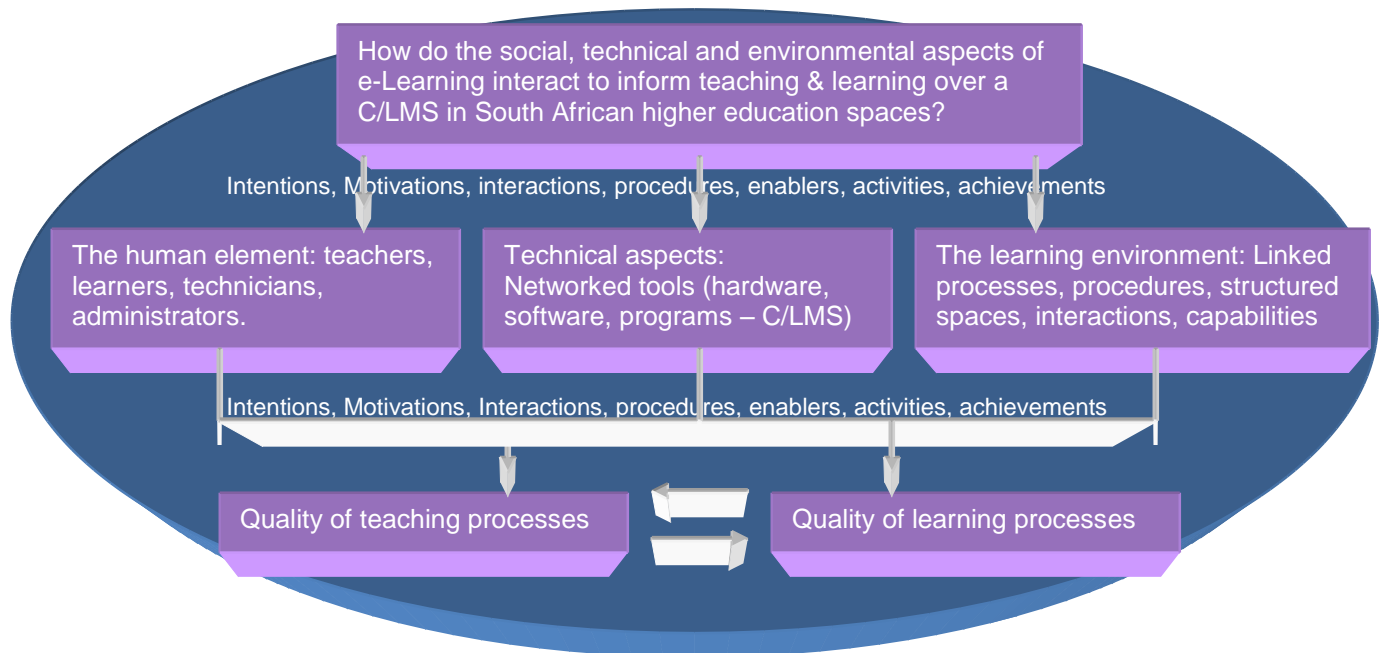 How do the social, technical and environmental aspects of
e-Learning interact to inform teaching & learning over a
C/LMS in South African higher education spaces?
Intentions, Motivations, interactions, procedures, enablers, activities, achievements
The human element: teachers,
learners, technicians,
administrators.
Technical aspects:
Networked tools (hardware,
software, programs – C/LMS)
The learning environment: Linked
processes, procedures, structured
spaces, interactions, capabilities
Intentions, Motivations, Interactions, procedures, enablers, activities, achievements
Quality of teaching processes
Quality of learning processes